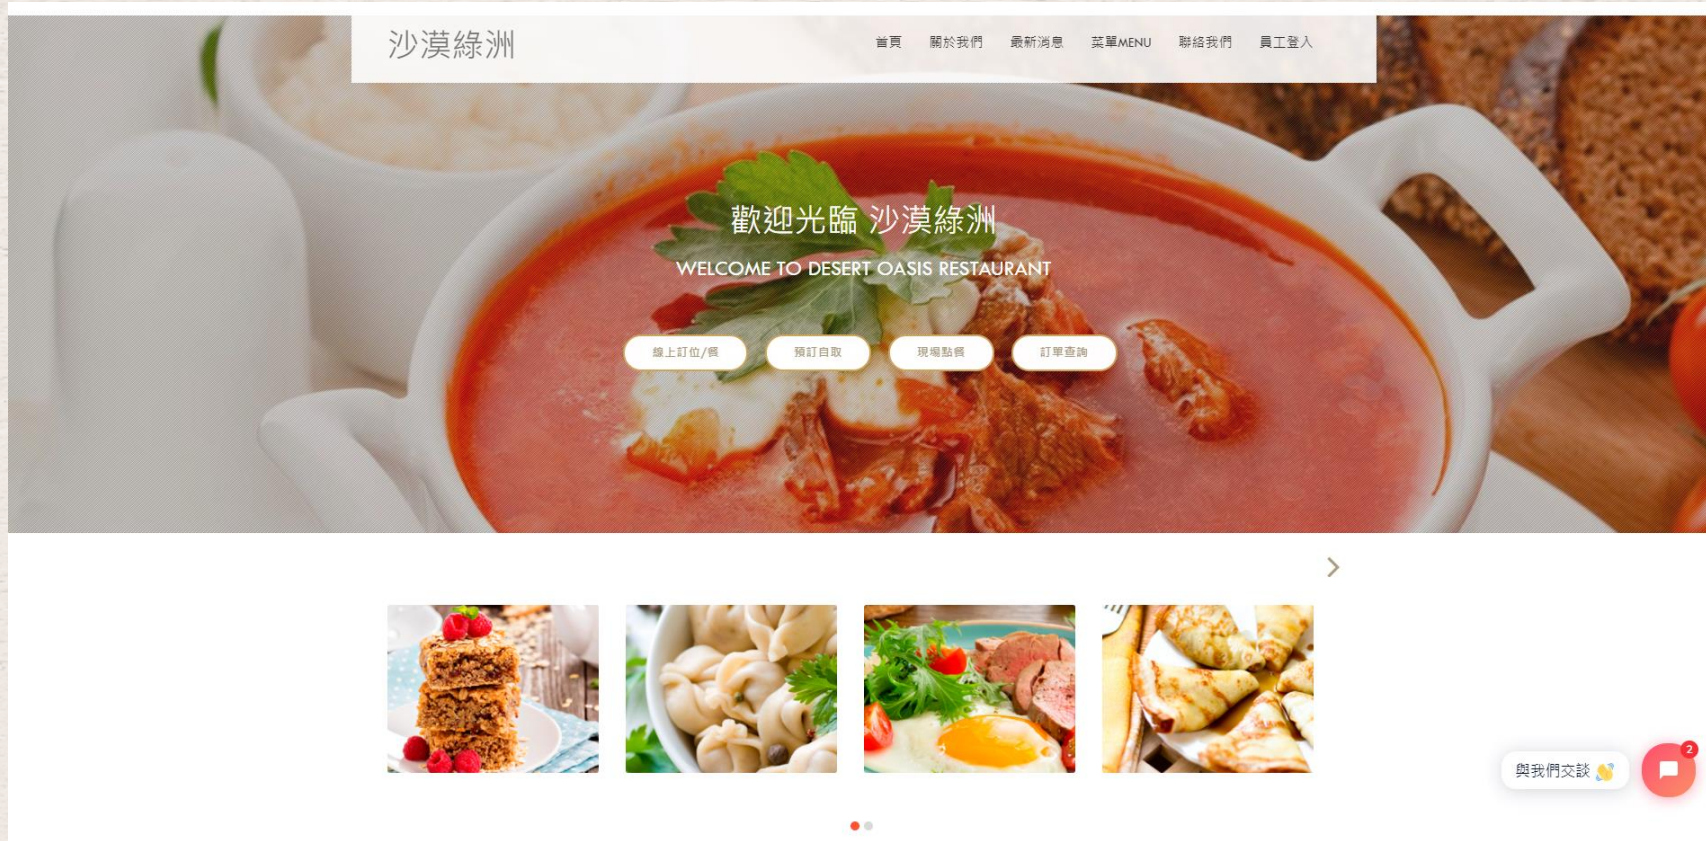 沙漠綠洲
首頁 關於我們 最新消息 菜單MENU 聯絡我們 員工登入
歡迎光臨 沙漠綠洲
WELCOME TO DESERT OASIS RESTAURANT
線上訂位/餐 預訂自取 現場點餐 訂單查詢
與我們交談 👋
2